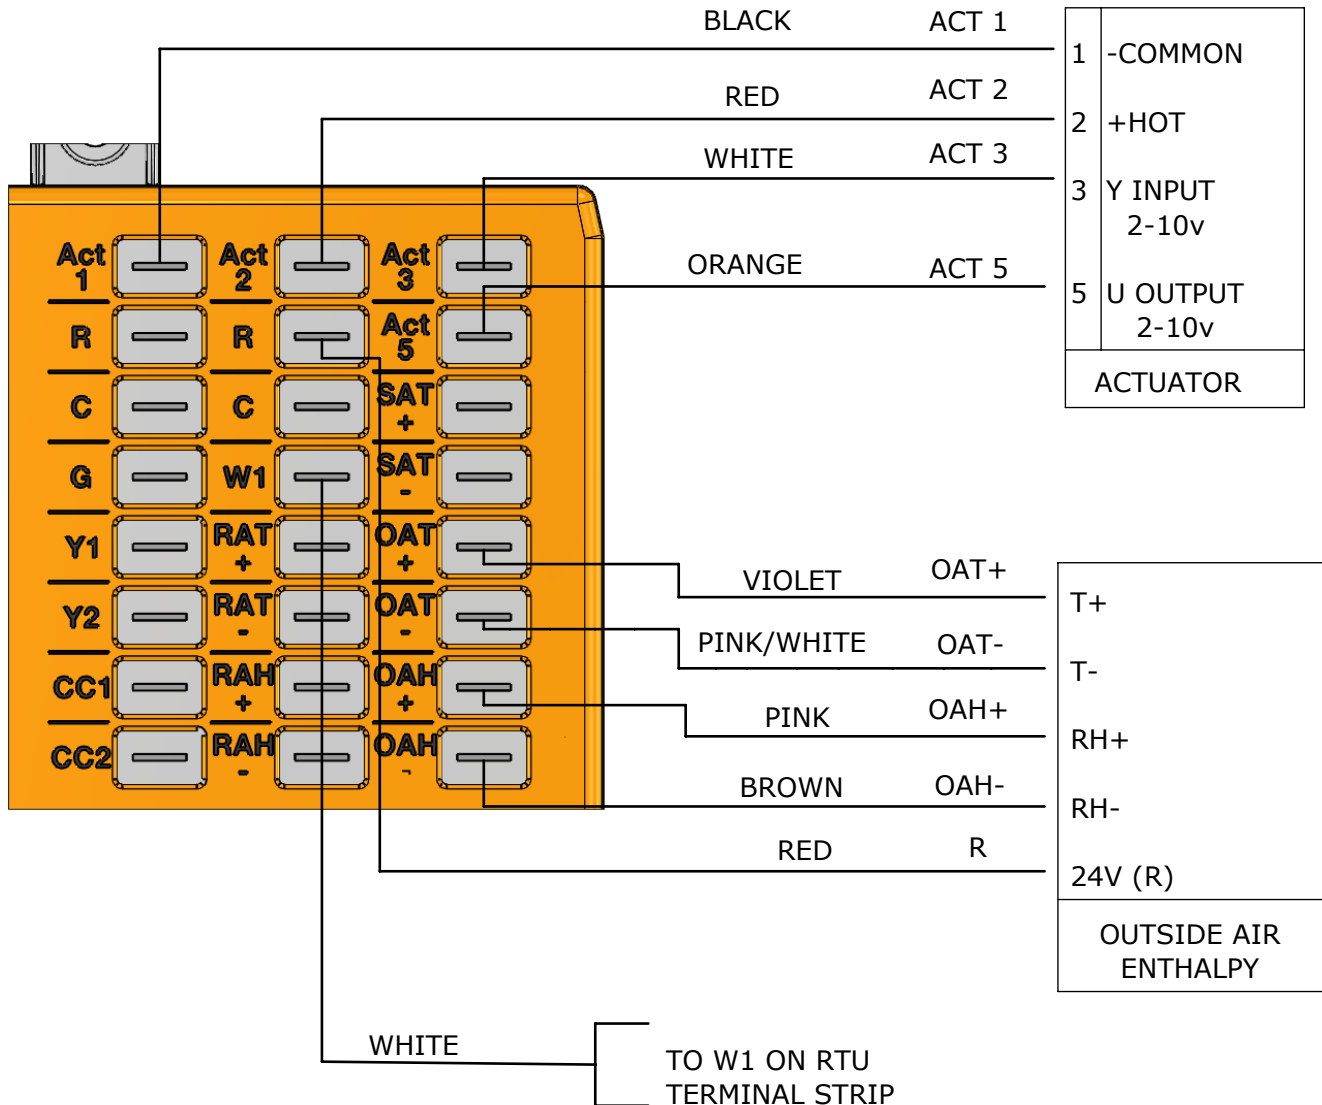 BLACK ACT 1
1 -COMMON
RED ACT 2
2 +HOT
WHITE ACT 3
3 Y INPUT
2-10v
ORANGE ACT 5
5 U OUTPUT
2-10v
ACTUATOR
Act
1
Act
2
Act
3
R
R
Act
5
C
C
SAT
+
G
W1
SAT
-
Y1
RAT
+
OAT
+
Y2
RAT
-
OAT
-
CC1
RAH
+
OAH
+
CC2
RAH
-
OAH
-
VIOLET OAT+
T+
PINK/WHITE OAT-
T-
PINK OAH+
RH+
BROWN OAH-
RH-
RED R
24V (R)
OUTSIDE AIR
ENTHALPY
WHITE
TO W1 ON RTU
TERMINAL STRIP